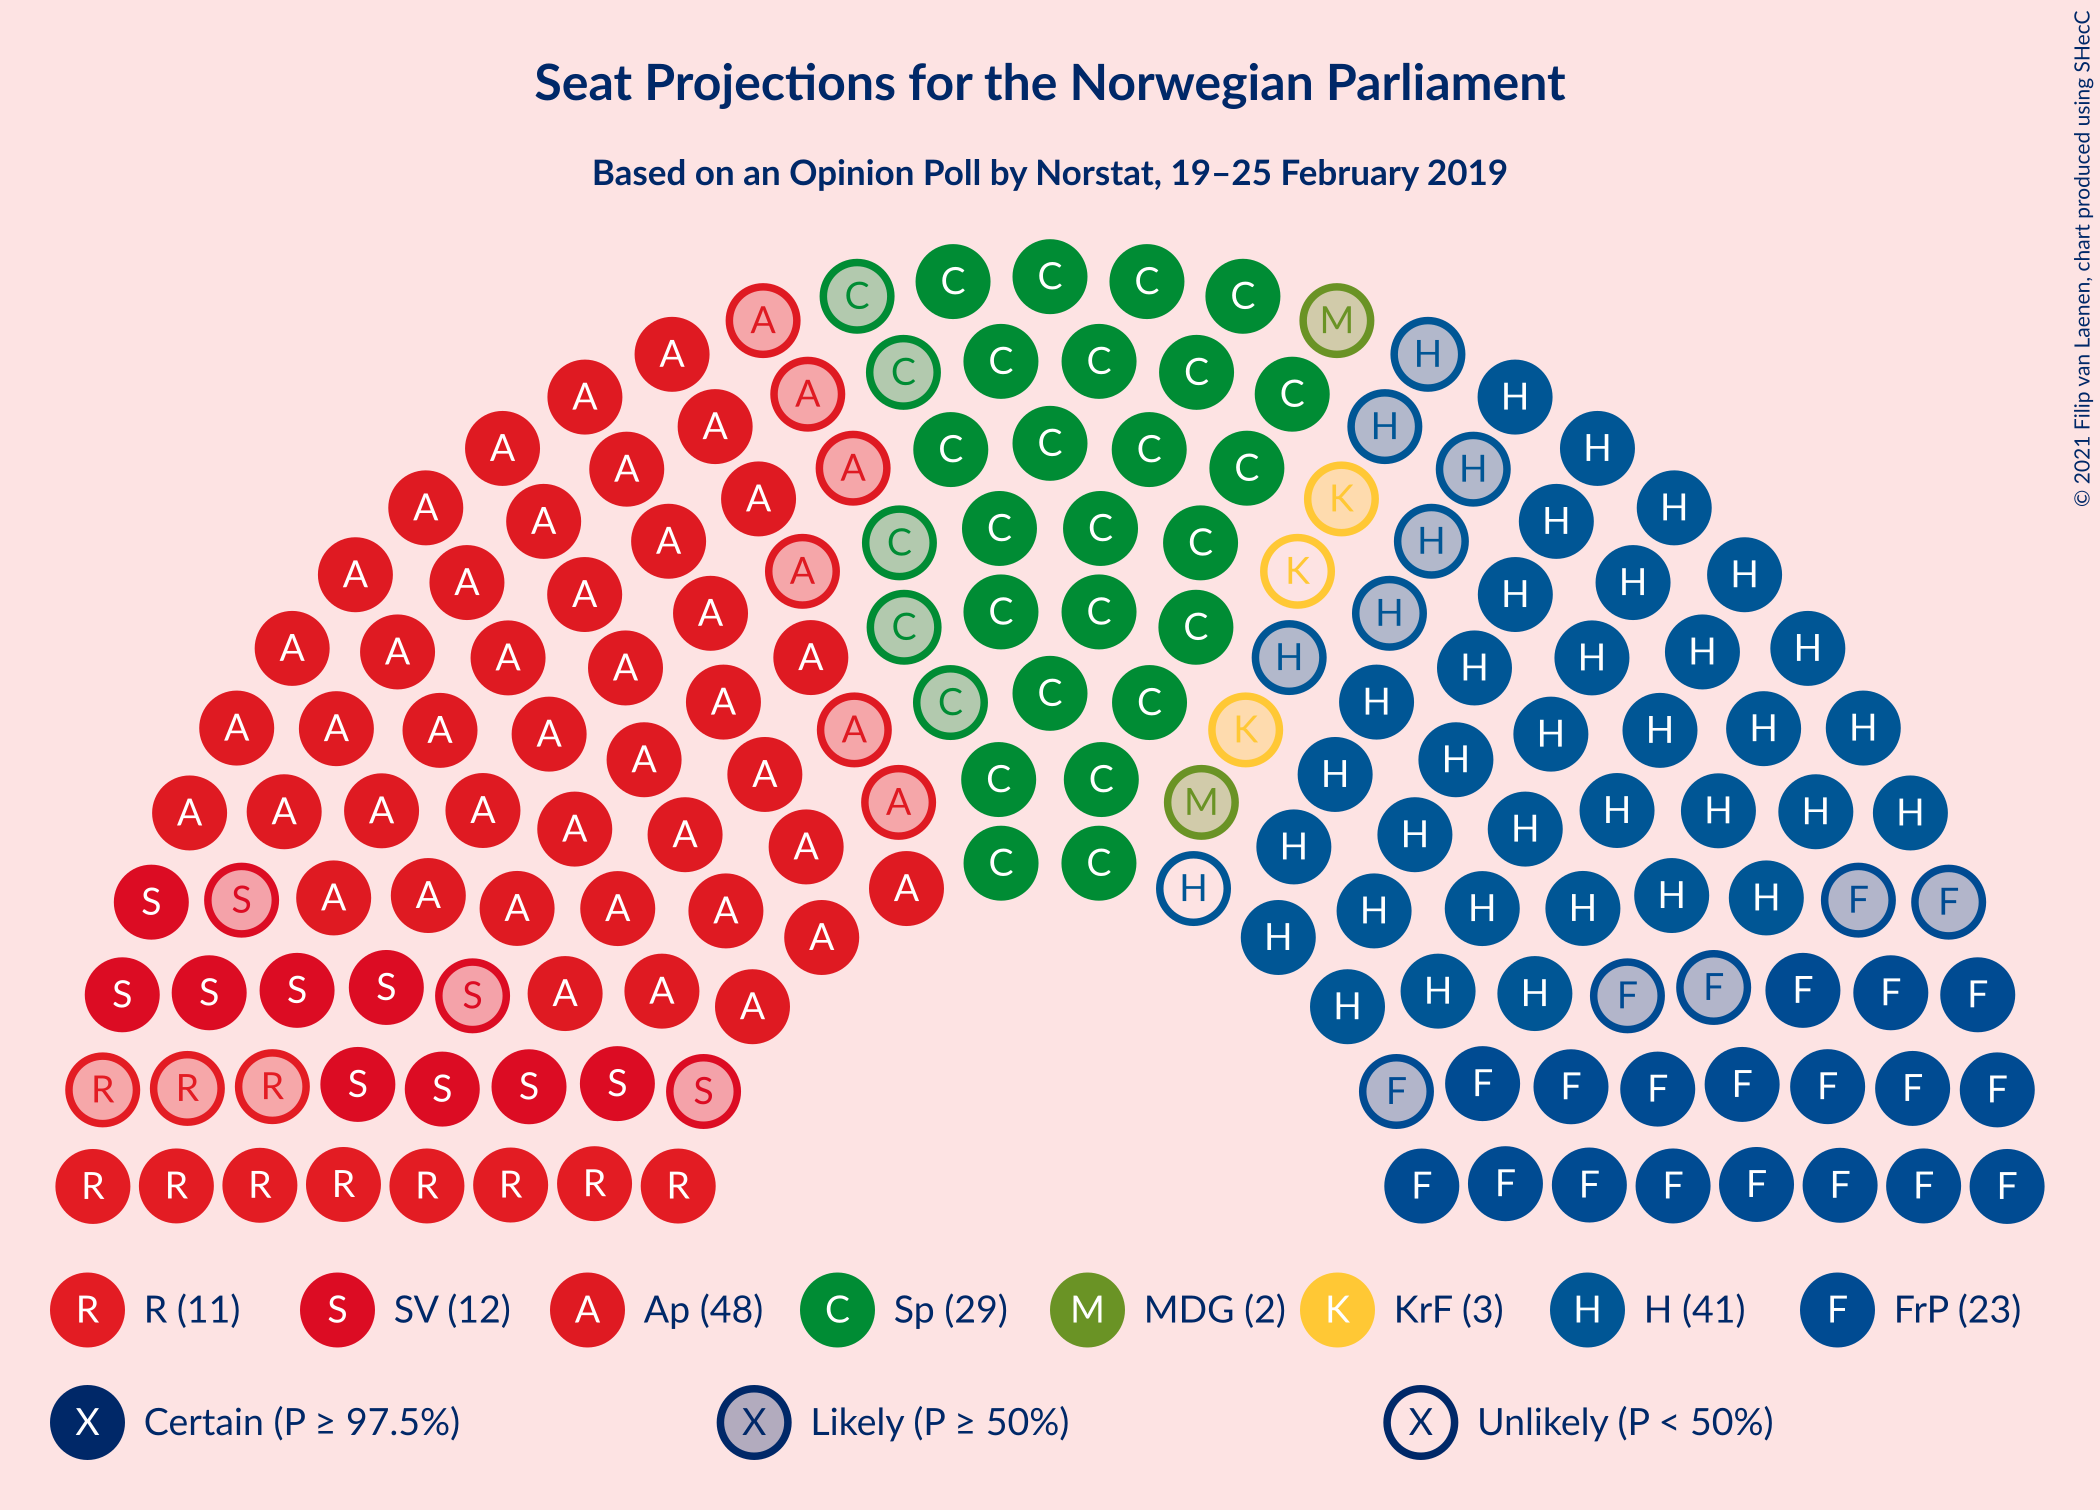 Seat Projections for the Norwegian Parliament
Based on an Opinion Poll by Norstat, 19–25 February 2019
© 2021 Filip van Laenen, chart produced using SHecC
A C C C C C M
A C C C C C H
A A A C C C C K H H
A A A C C C C K H H H
A A A A C C C C H H H H
A A A A A C C C K H H H H H
A A A A A A C C M H H H H H H
A A A A A A A C C H H H H H H H
A A A A A A A H H H H H H H
S S A A A A A A H H H H H H F F
S S S S S A A A H H H F F F F F
R R R S S S S S F F F F F F F F
R R R R R R R R F F F F F F F F
R R (11) S SV (12) A Ap (48) C Sp (29) M MDG (2) K KrF (3) H H (41) F FrP (23)
X Certain (P ≥ 97.5%) X Likely (P ≥ 50%) X Unlikely (P < 50%)